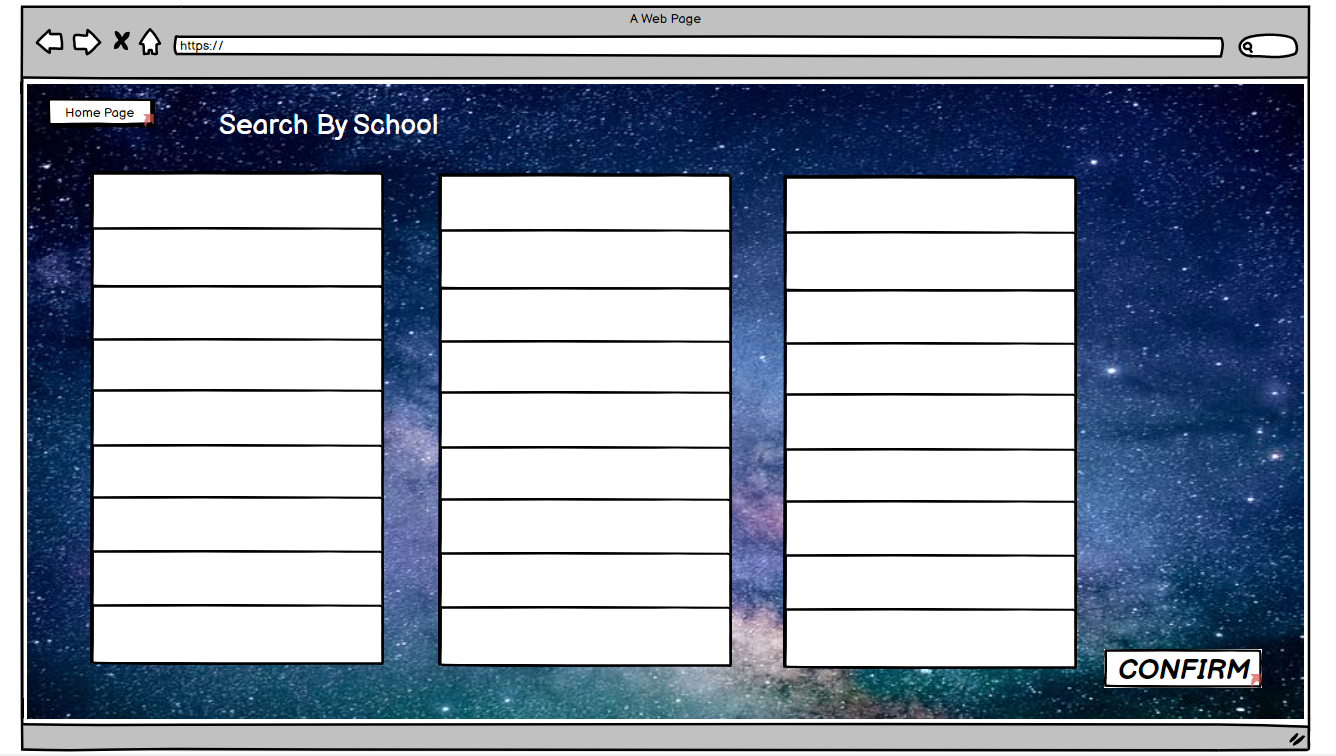 A Web Page
https://
Home Page
Search By School
CONFIRM